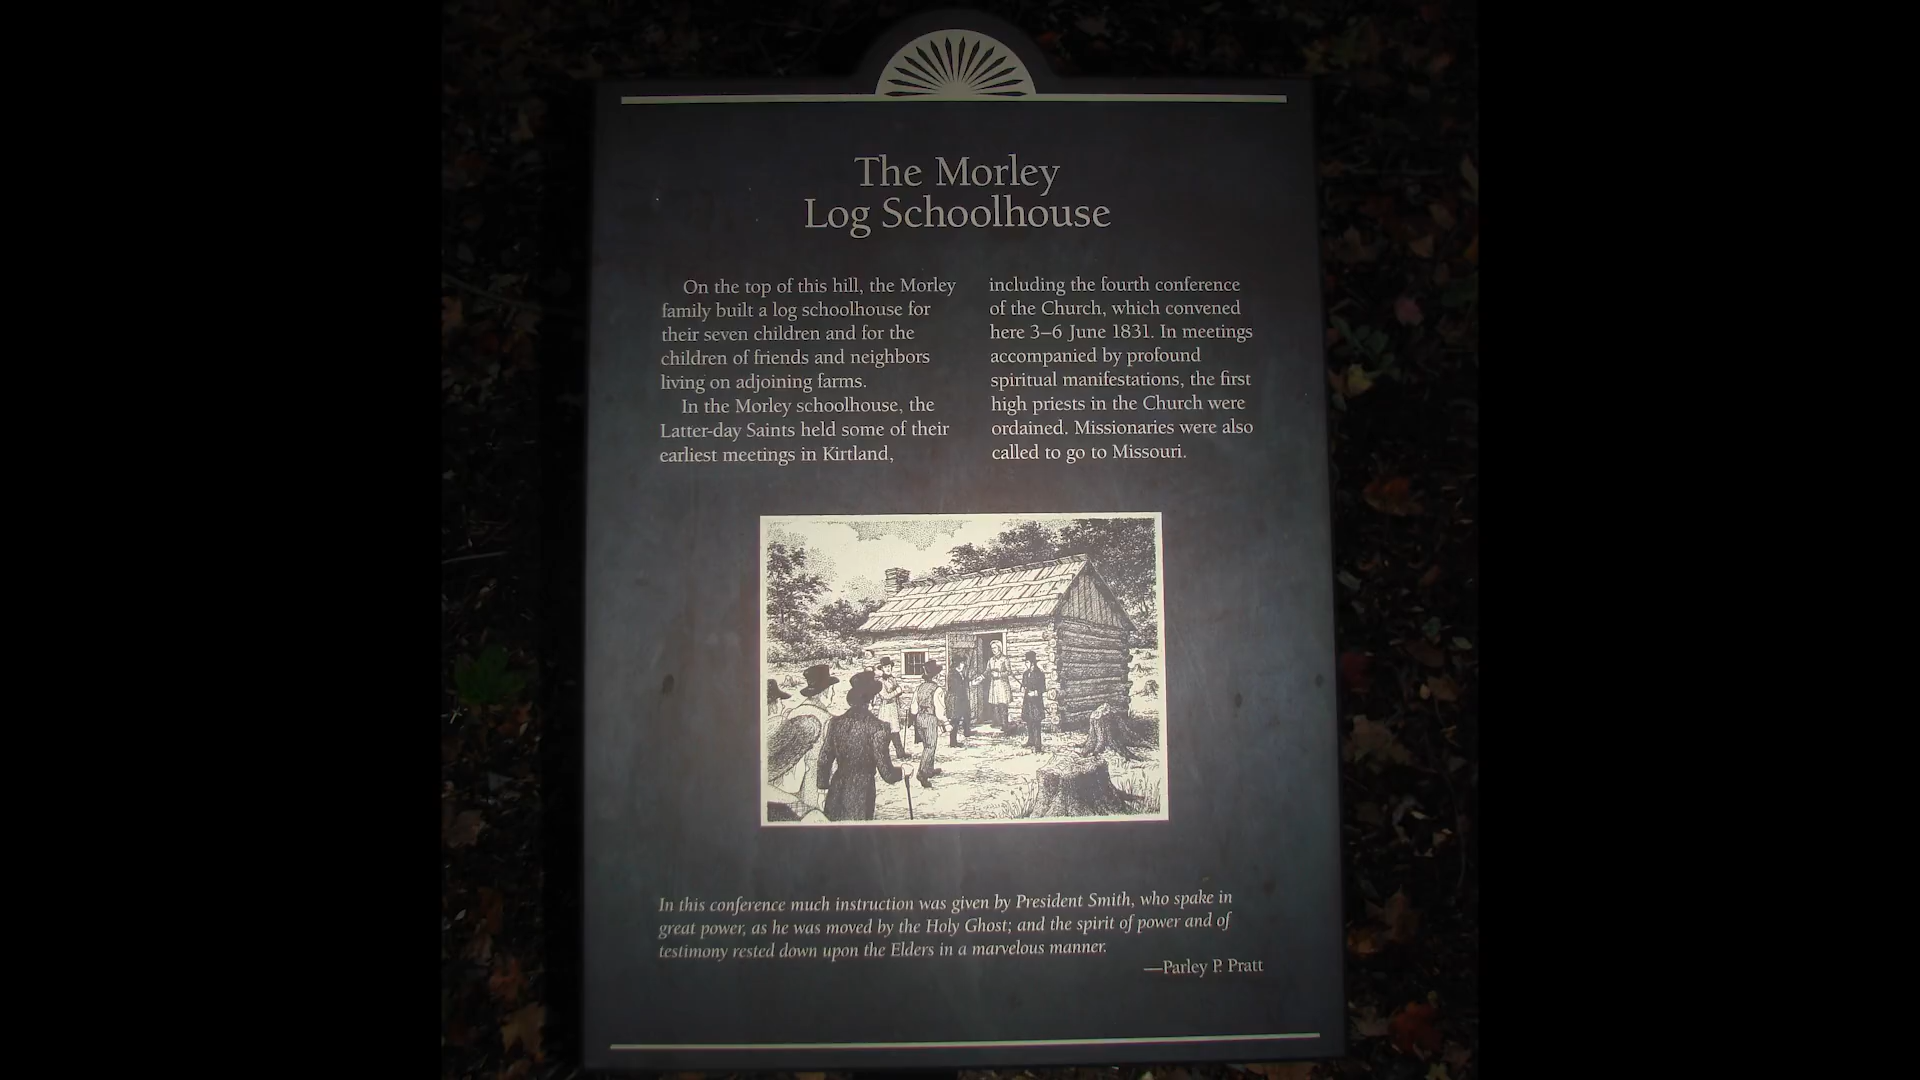 The Morley
Log Schoolhouse
On the top of this hill, the Morley
family built a log schoolhouse for
their seven children and for the
children of friends and neighbors
living on adjoining farms.
In the Morley schoolhouse, the
Latter-day Saints held some of their
earliest meetings in Kirtland,
including the fourth conference
of the Church, which convened
here 3–6 June 1831. In meetings
accompanied by profound
spiritual manifestations, the first
high priests in the Church were
ordained. Missionaries were also
called to go to Missouri.
In this conference much instruction was given by President Smith, who spake in
great power, as he was moved by the Holy Ghost; and the spirit of power and of
testimony rested down upon the Elders in a marvelous manner.
—Parley P. Pratt